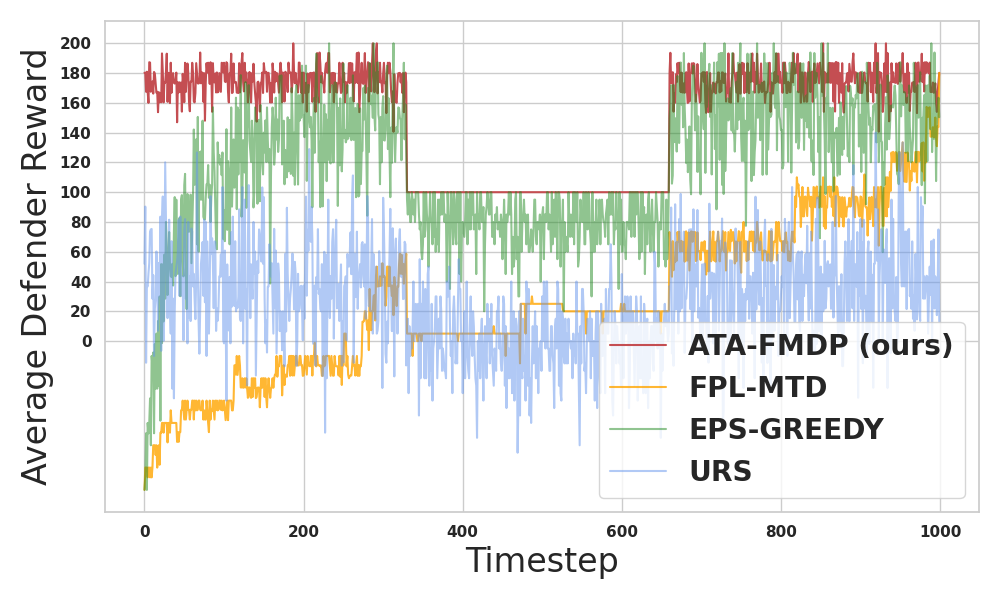 Average Defender Reward
200
180
160
140
120
100
80
60
40
20
0
ATA-FMDP (ours)
FPL-MTD
EPS-GREEDY
URS
0 200 400 600 800 1000
Timestep